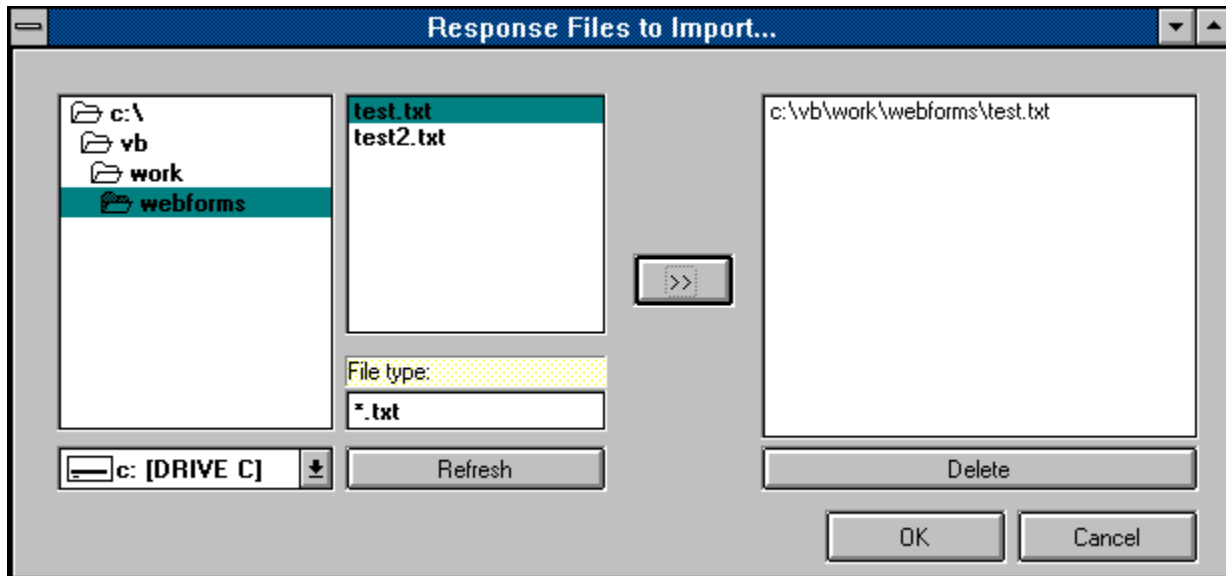 Response Files to Import...
c:\
vb
work
webforms
test.txt
test2.txt
File type:
*.txt
c: [DRIVE C]
Refresh
>>
c:\vb\work\webforms\test.txt
Delete
OK
Cancel